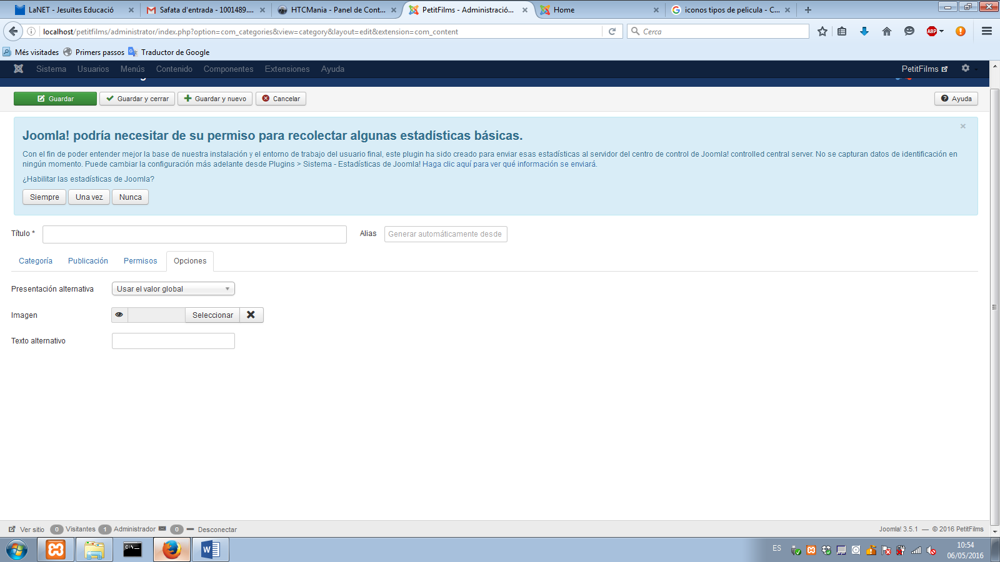 LaNET - Jesuïtes Educació
Safata d'entrada - 1001489....
HTCMania - Panel de Cont...
PetitFilms - Administració...
Home
iconos tipos de pelicula - C...
localhost/petitfilms/administrator/index.php?option=com_categories&view=category&layout=edit&extension=com_content
Cerca
ABP
Més visitades
Primers passos
Traductor de Google
Sistema
Usuarios
Menús
Contenido
Componentes
Extensiones
Ayuda
PetitFilms
Guardar
Guardar y cerrar
Guardar y nuevo
Cancelar
Ayuda
Joomla! podría necesitar de su permiso para recolectar algunas estadísticas básicas.
Con el fin de poder entender mejor la base de nuestra instalación y el entorno de trabajo del usuario final, este plugin ha sido creado para enviar esas estadísticas al servidor del centro de control de Joomla! controlled central server. No se capturan datos de identificación en
ningún momento. Puede cambiar la configuración más adelante desde Plugins > Sistema - Estadísticas de Joomla! Haga clic aquí para ver qué información se enviará.
¿Habilitar las estadísticas de Joomla?
Siempre
Una vez
Nunca
Título *
Alias
Generar automáticamente desde
Categoría
Publicación
Permisos
Opciones
Presentación alternativa
Usar el valor global
Imagen
Seleccionar
Texto alternativo
Ver sitio
0 Visitantes
1 Administrador
0
Desconectar
Joomla! 3.5.1 — © 2016 PetitFilms
C:\_
W
ES
10:54
06/05/2016